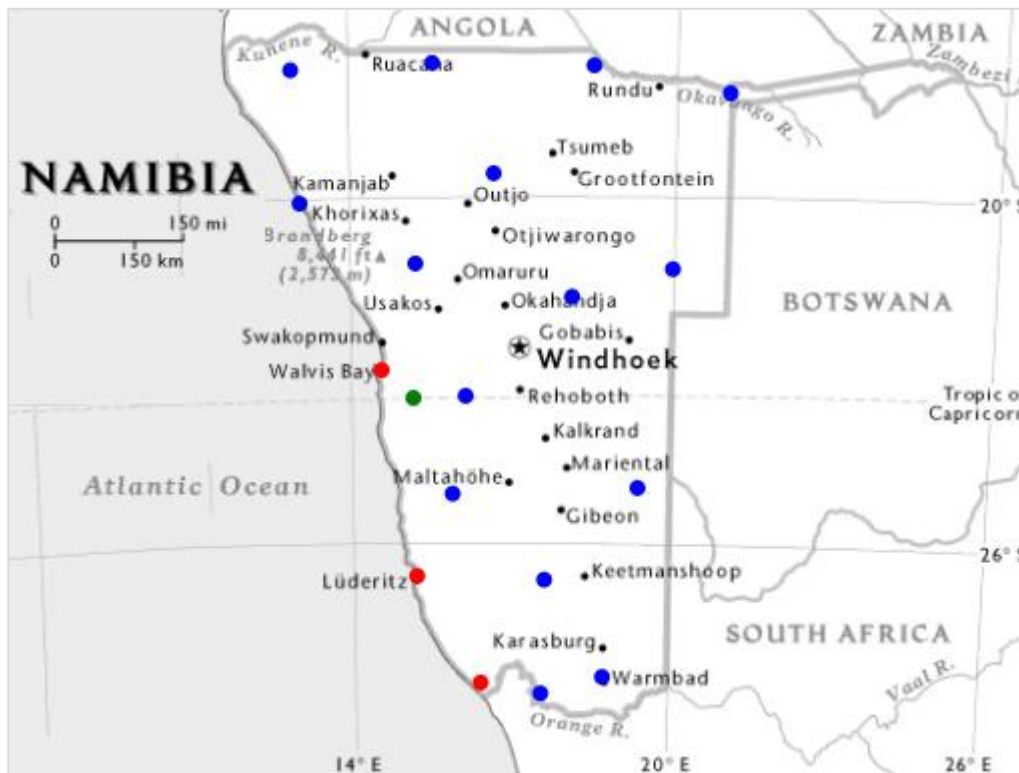 ANGOLA
ZAMBIA
Kunene R.
Ruacana
Zambezi
Rundu
Okavango R.
Tsumeb
NAMIBIA
Kamanjab
Grootfontein
Outjo
20° S
0 150 mi
Khorixas
Brandberg
Otjiwarongo
8,441 ft▲
0 150 km
(2,573 m)
Omaruru
Usakos
Okahandja
BOTSWANA
Swakopmund
Gobabis
Windhoek
Walvis Bay
Rehoboth
Tropic o
Capricorn
Kalkrand
Mariental
Maltahöhe
Atlantic Ocean
Gibeon
26° S
Lüderitz
Keetmanshoop
SOUTH AFRICA
Karasburg
Warmbad
Vaal R.
Orange R.
14° E
20° E
26° E